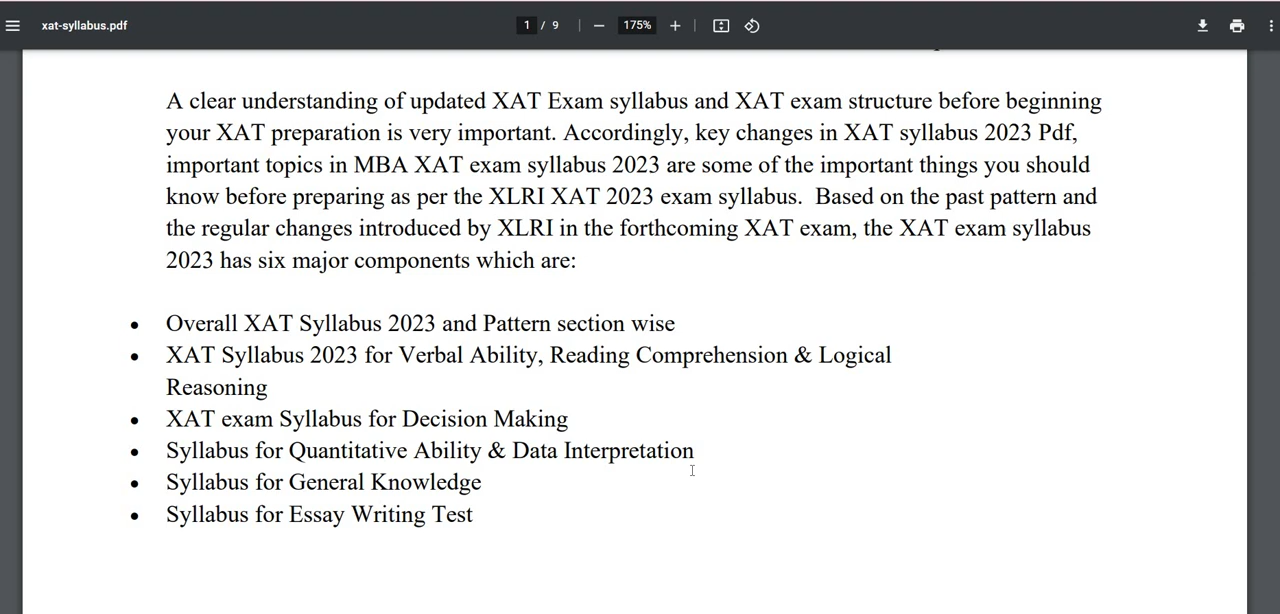 xat-syllabus.pdf
1 / 9
175%
A clear understanding of updated XAT Exam syllabus and XAT exam structure before beginning
your XAT preparation is very important. Accordingly, key changes in XAT syllabus 2023 Pdf,
important topics in MBA XAT exam syllabus 2023 are some of the important things you should
know before preparing as per the XLRI XAT 2023 exam syllabus.  Based on the past pattern and
the regular changes introduced by XLRI in the forthcoming XAT exam, the XAT exam syllabus
2023 has six major components which are:
• Overall XAT Syllabus 2023 and Pattern section wise
• XAT Syllabus 2023 for Verbal Ability, Reading Comprehension & Logical
Reasoning
• XAT exam Syllabus for Decision Making
• Syllabus for Quantitative Ability & Data Interpretation
• Syllabus for General Knowledge
• Syllabus for Essay Writing Test